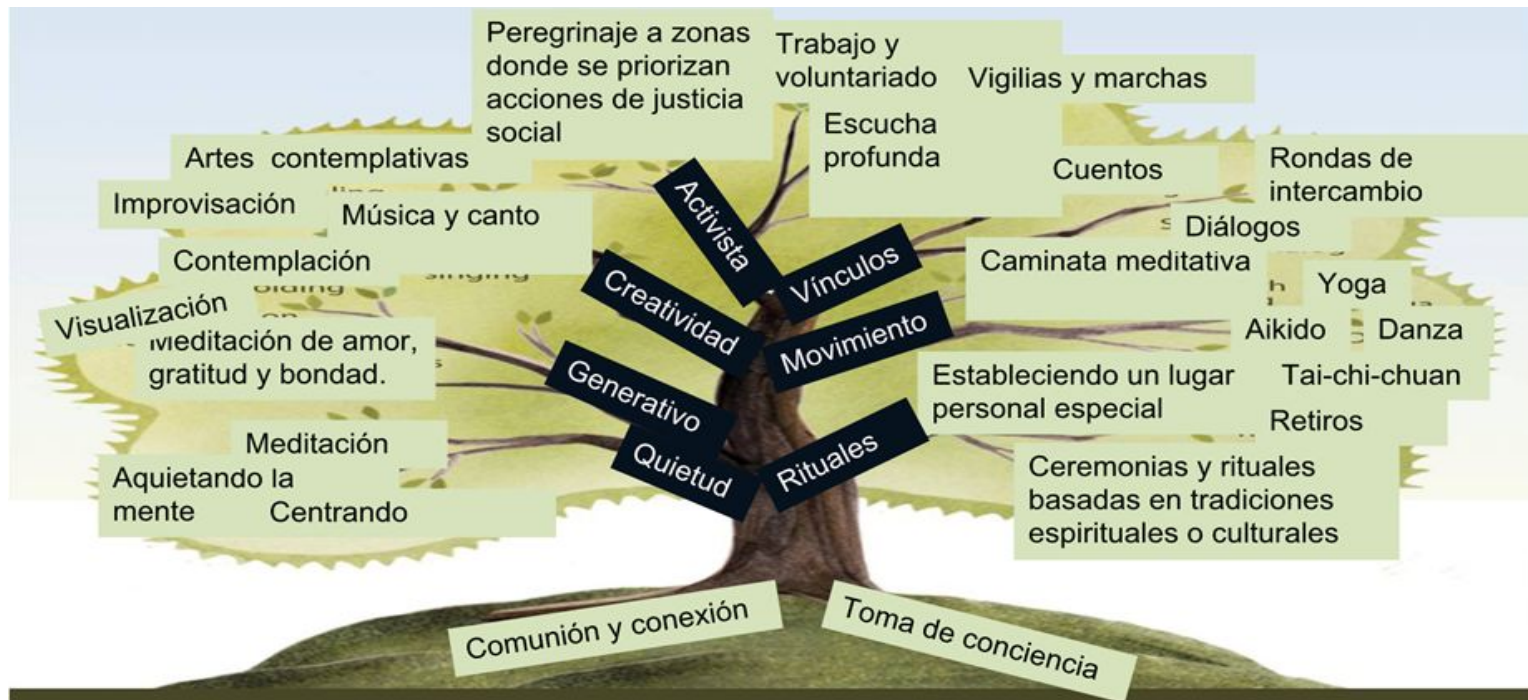 Peregrinaje a zonas
donde se priorizan
acciones de justicia
social
Trabajo y
voluntariado
Vigilias y marchas
Escucha
profunda
Artes contemplativas
Cuentos
Rondas de
intercambio
Improvisación
Música y canto
Activista
Diálogos
Contemplación
singing
Creatividad
Vínculos
Caminata meditativa
Yoga
Visualización
Meditación de amor,
gratitud y bondad.
Movimiento
Aikido
Danza
Generativo
Estableciendo un lugar
personal especial
Tai-chi-chuan
Retiros
Meditación
Quietud
Rituales
Aquietando la
mente
Centrando
Ceremonias y rituales
basadas en tradiciones
espirituales o culturales
Comunión y conexión
Toma de conciencia